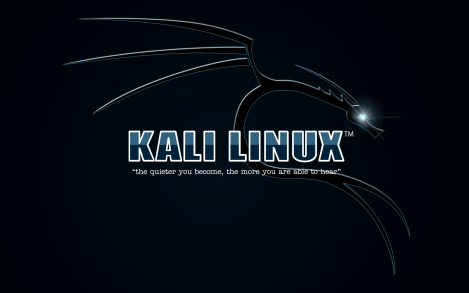 KALI LINUX™
“the quieter you become, the more you are able to hear”